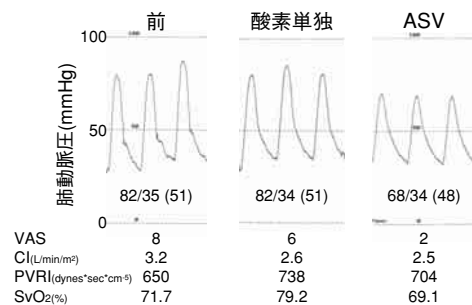 前 酸素単独 ASV
肺動脈圧(mmHg)
100
50
0
82/35 (51) 82/34 (51) 68/34 (48)
VAS 8 6 2
CI(L/min/m²) 3.2 2.6 2.5
PVRI(dynes*sec*cm-⁵) 650 738 704
SvO2(%) 71.7 79.2 69.1